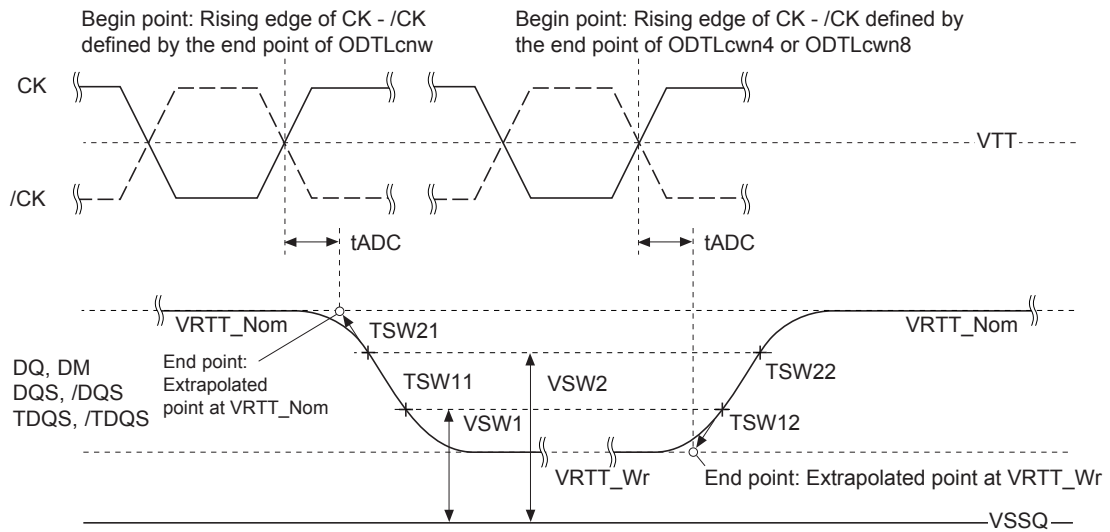 Begin point: Rising edge of CK - /CK
defined by the end point of ODTLcnw
Begin point: Rising edge of CK - /CK defined by
the end point of ODTLcwn4 or ODTLcwn8
CK
VTT
/CK
tADC
tADC
VRTT_Nom
TSW21
VRTT_Nom
DQ, DM
DQS, /DQS
TDQS, /TDQS
End point:
Extrapolated
point at VRTT_Nom
TSW11
VSW2
TSW22
VSW1
TSW12
VRTT_Wr
End point: Extrapolated point at VRTT_Wr
VSSQ